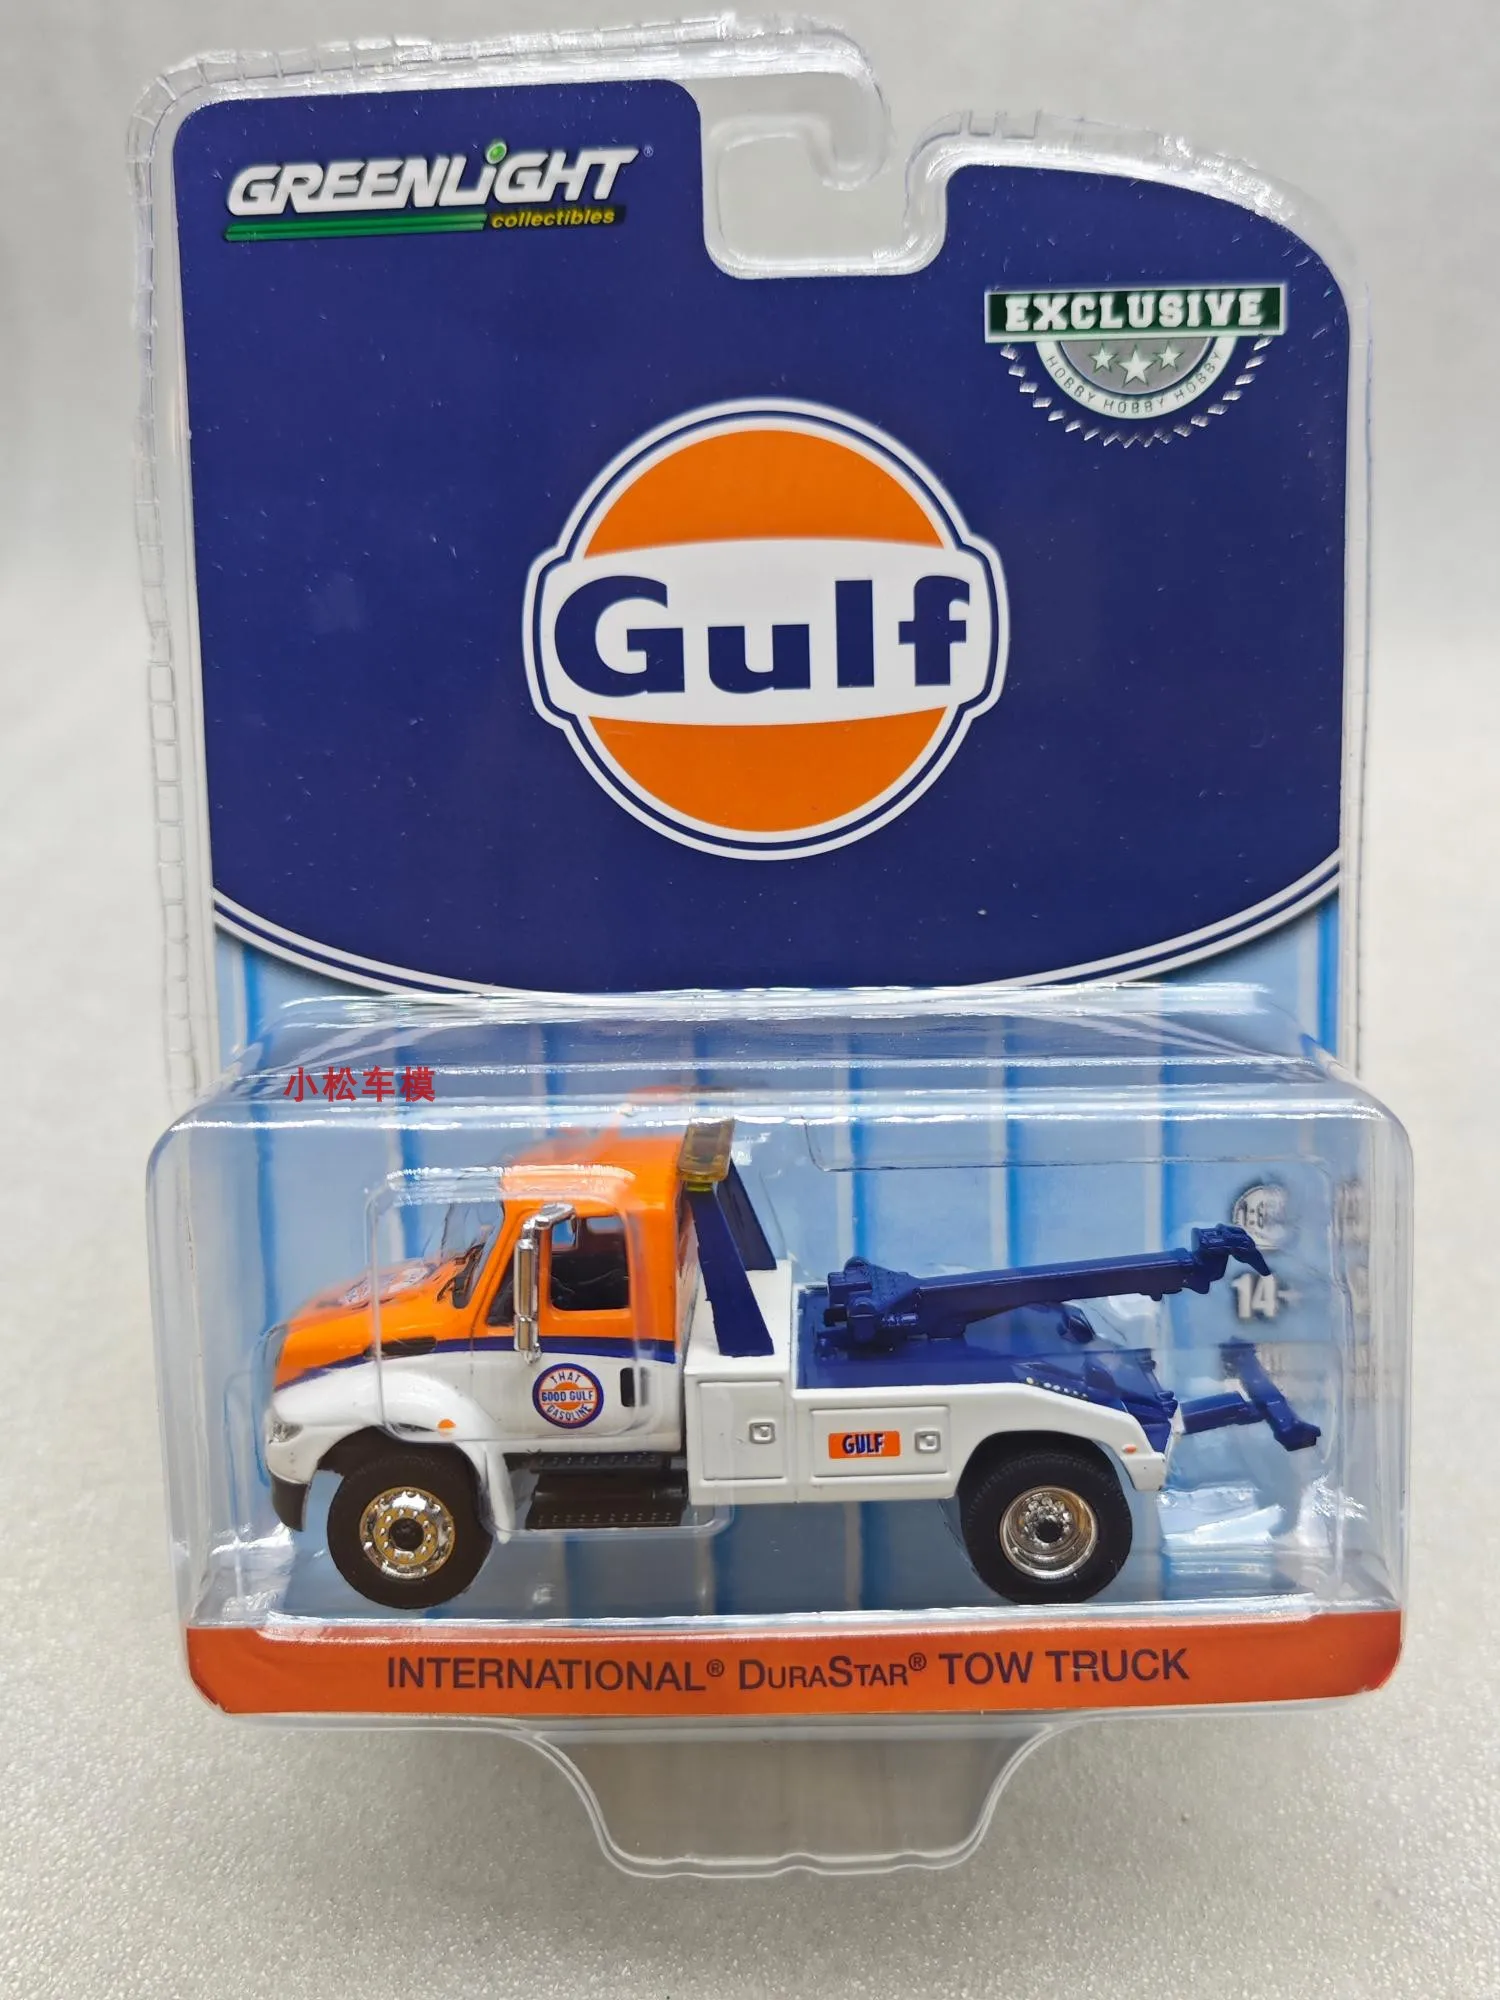 GREENLiGHT®
collectibles
EXCLUSIVE
HOBBY HOBBY HOBBY
Gulf
小松车模
14+
THAT
GOOD GULF
GASOLINE
GULF
INTERNATIONAL® DURASTAR® TOW TRUCK